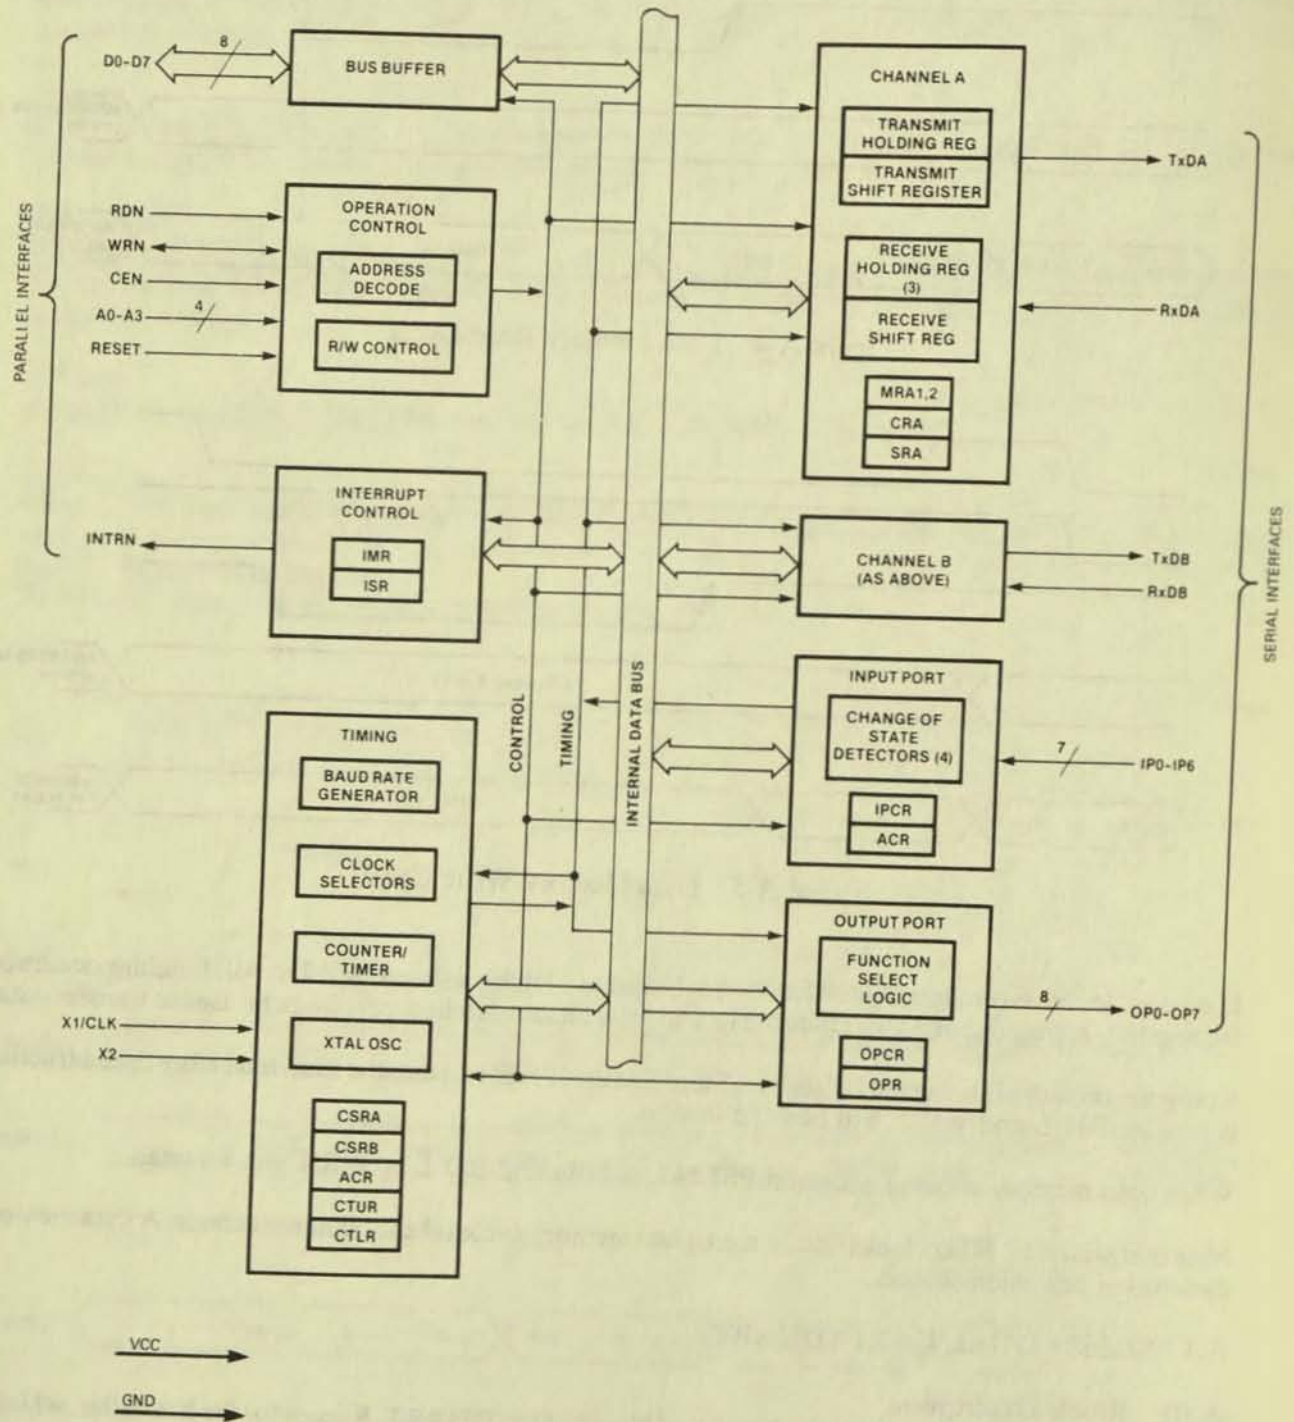 PARALLEL INTERFACES
D0-D7
8
BUS BUFFER
RDN
WRN
CEN
A0-A3
4
RESET
OPERATION
CONTROL
ADDRESS
DECODE
R/W CONTROL
INTRN
INTERRUPT
CONTROL
IMR
ISR
TIMING
BAUD RATE
GENERATOR
CLOCK
SELECTORS
COUNTER/
TIMER
XTAL OSC
X1/CLK
X2
CSRA
CSRB
ACR
CTUR
CTLR
VCC
GND
CONTROL
TIMING
INTERNAL DATA BUS
CHANNEL A
TRANSMIT
HOLDING REG
TRANSMIT
SHIFT REGISTER
RECEIVE
HOLDING REG
(3)
RECEIVE
SHIFT REG
MRA1,2
CRA
SRA
TxDA
RxDA
CHANNEL B
(AS ABOVE)
TxDB
RxDB
INPUT PORT
CHANGE OF
STATE
DETECTORS (4)
IPCR
ACR
7
IP0-IP6
OUTPUT PORT
FUNCTION
SELECT
LOGIC
OPCR
OPR
8
OP0-OP7
SERIAL INTERFACES